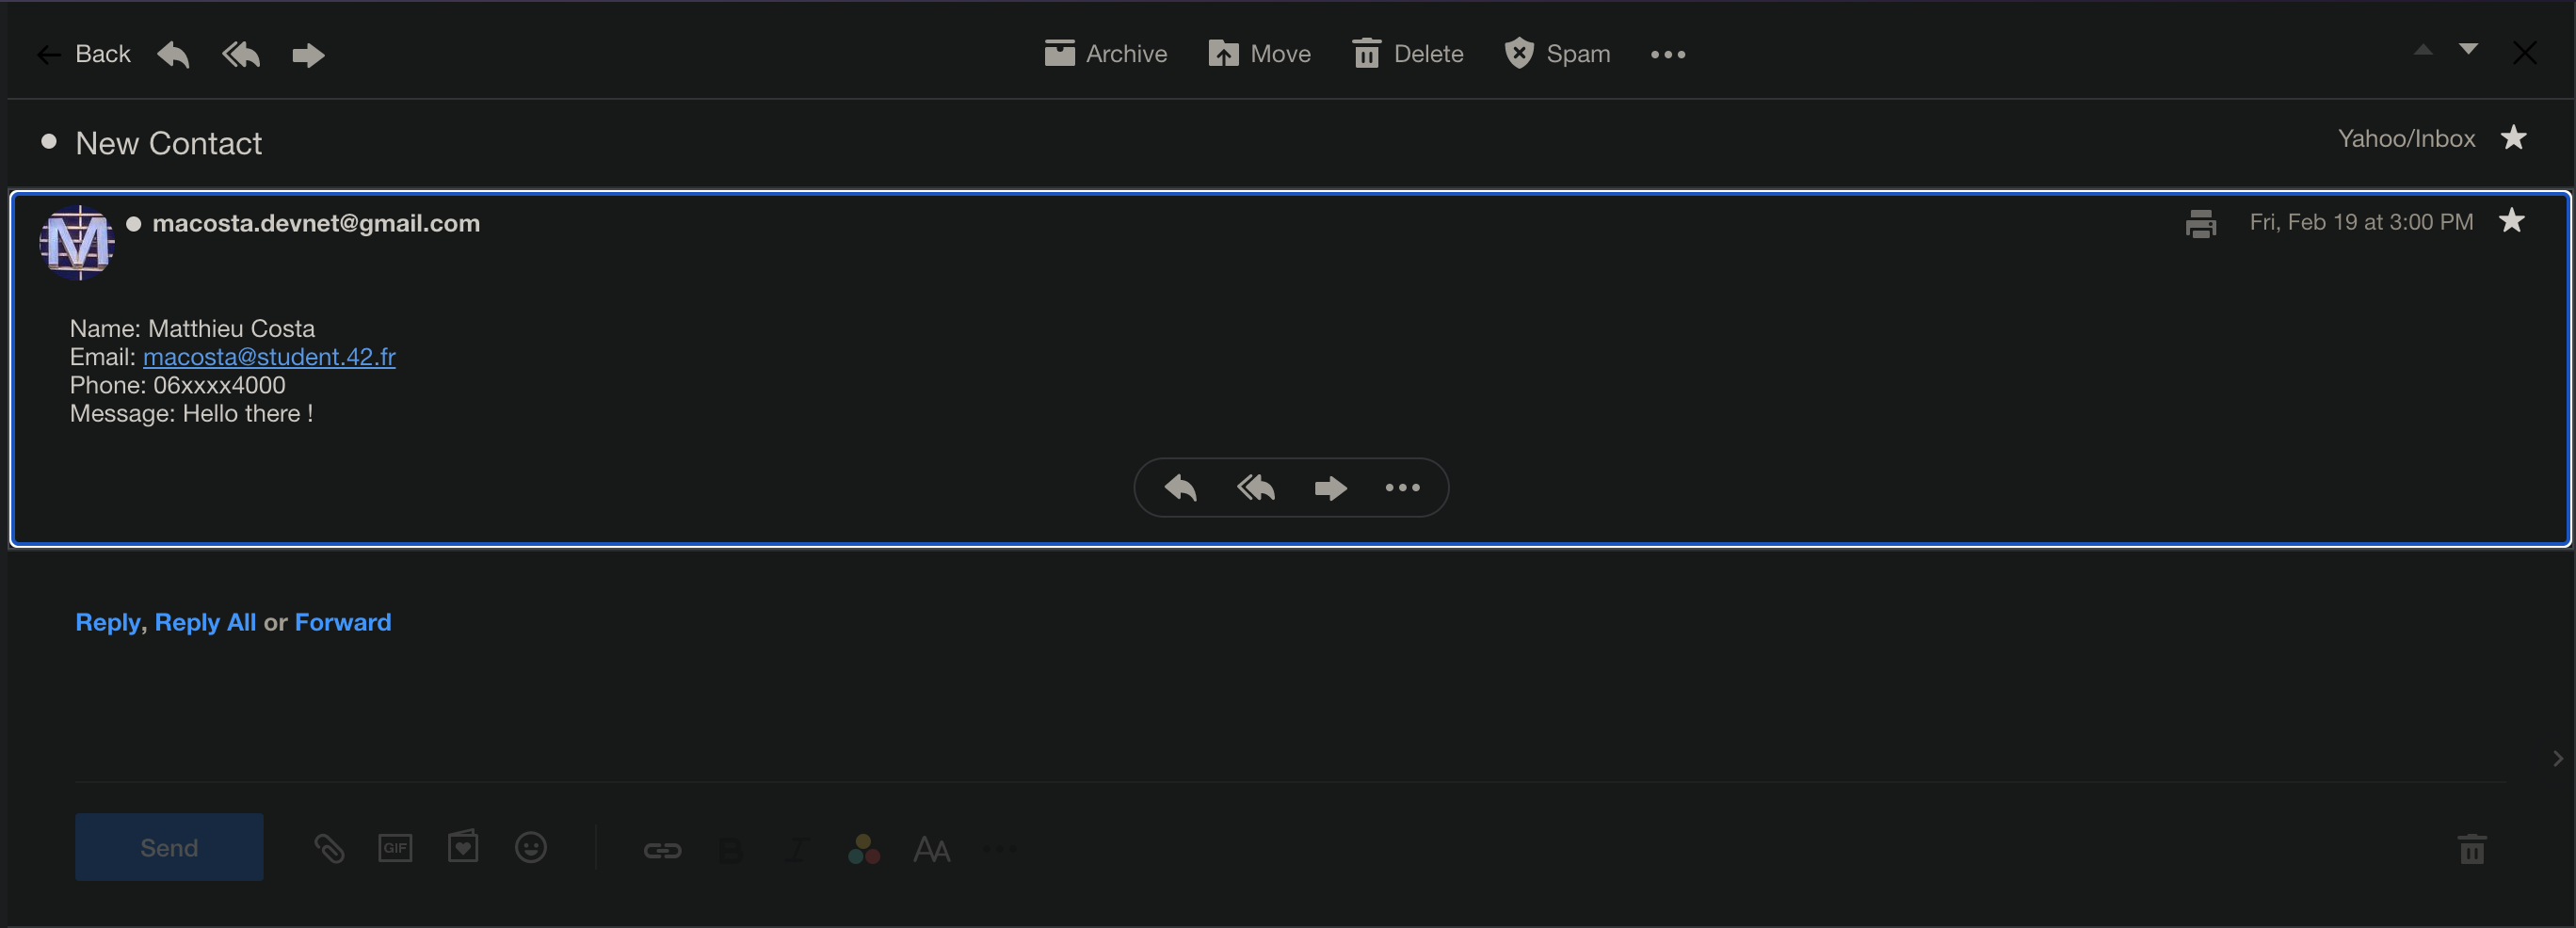 Back Archive Move Delete Spam
New Contact Yahoo/Inbox
M macosta.devnet@gmail.com Fri, Feb 19 at 3:00 PM
Name: Matthieu Costa
Email: macosta@student.42.fr
Phone: 06xxxx4000
Message: Hello there !
Reply, Reply All or Forward
Send GIF B I AA